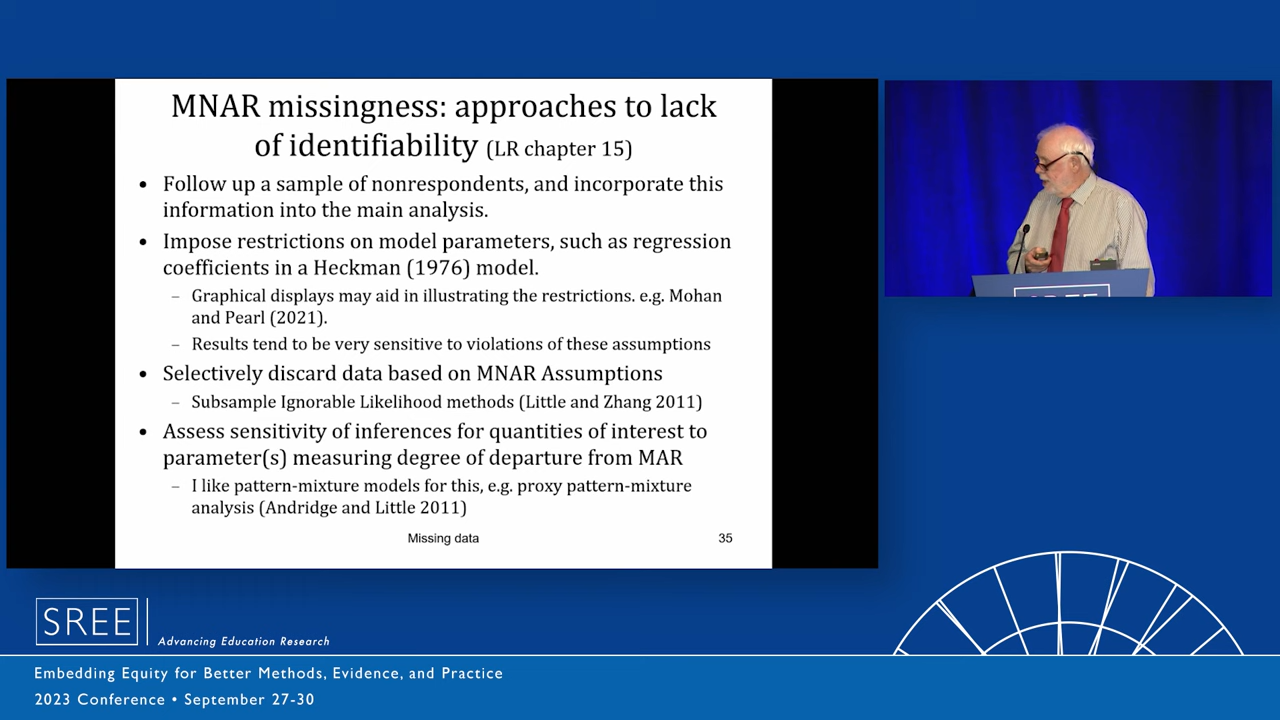 MNAR missingness: approaches to lack
of identifiability (LR chapter 15)
• Follow up a sample of nonrespondents, and incorporate this
information into the main analysis.
• Impose restrictions on model parameters, such as regression
coefficients in a Heckman (1976) model.
– Graphical displays may aid in illustrating the restrictions. e.g. Mohan
and Pearl (2021).
– Results tend to be very sensitive to violations of these assumptions
• Selectively discard data based on MNAR Assumptions
– Subsample Ignorable Likelihood methods (Little and Zhang 2011)
• Assess sensitivity of inferences for quantities of interest to
parameter(s) measuring degree of departure from MAR
– I like pattern-mixture models for this, e.g. proxy pattern-mixture
analysis (Andridge and Little 2011)
Missing data 35
SREE
SREE
Advancing Education Research
Embedding Equity for Better Methods, Evidence, and Practice
2023 Conference • September 27-30